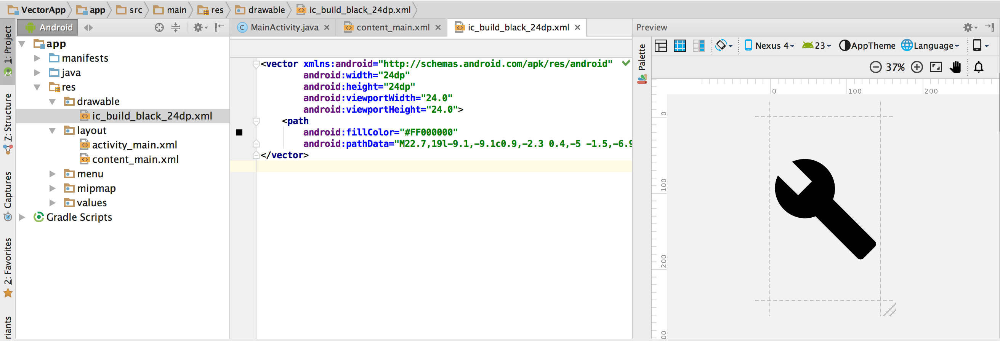 VectorApp app src main res drawable ic_build_black_24dp.xml
Android
MainActivity.java content_main.xml ic_build_black_24dp.xml
Preview
1: Project
7: Structure
Captures
2: Favorites
riants
app
manifests
java
res
drawable
ic_build_black_24dp.xml
layout
activity_main.xml
content_main.xml
menu
mipmap
values
Gradle Scripts
<vector xmlns:android="http://schemas.android.com/apk/res/android"
android:width="24dp"
android:height="24dp"
android:viewportWidth="24.0"
android:viewportHeight="24.0">
<path
android:fillColor="#FF000000"
android:pathData="M22.7,19l-9.1,-9.1c0.9,-2.3 0.4,-5 -1.5,-6.9
</vector>
Palette
Nexus 4 23 AppTheme Language
37%
0 100 200
0
100
200